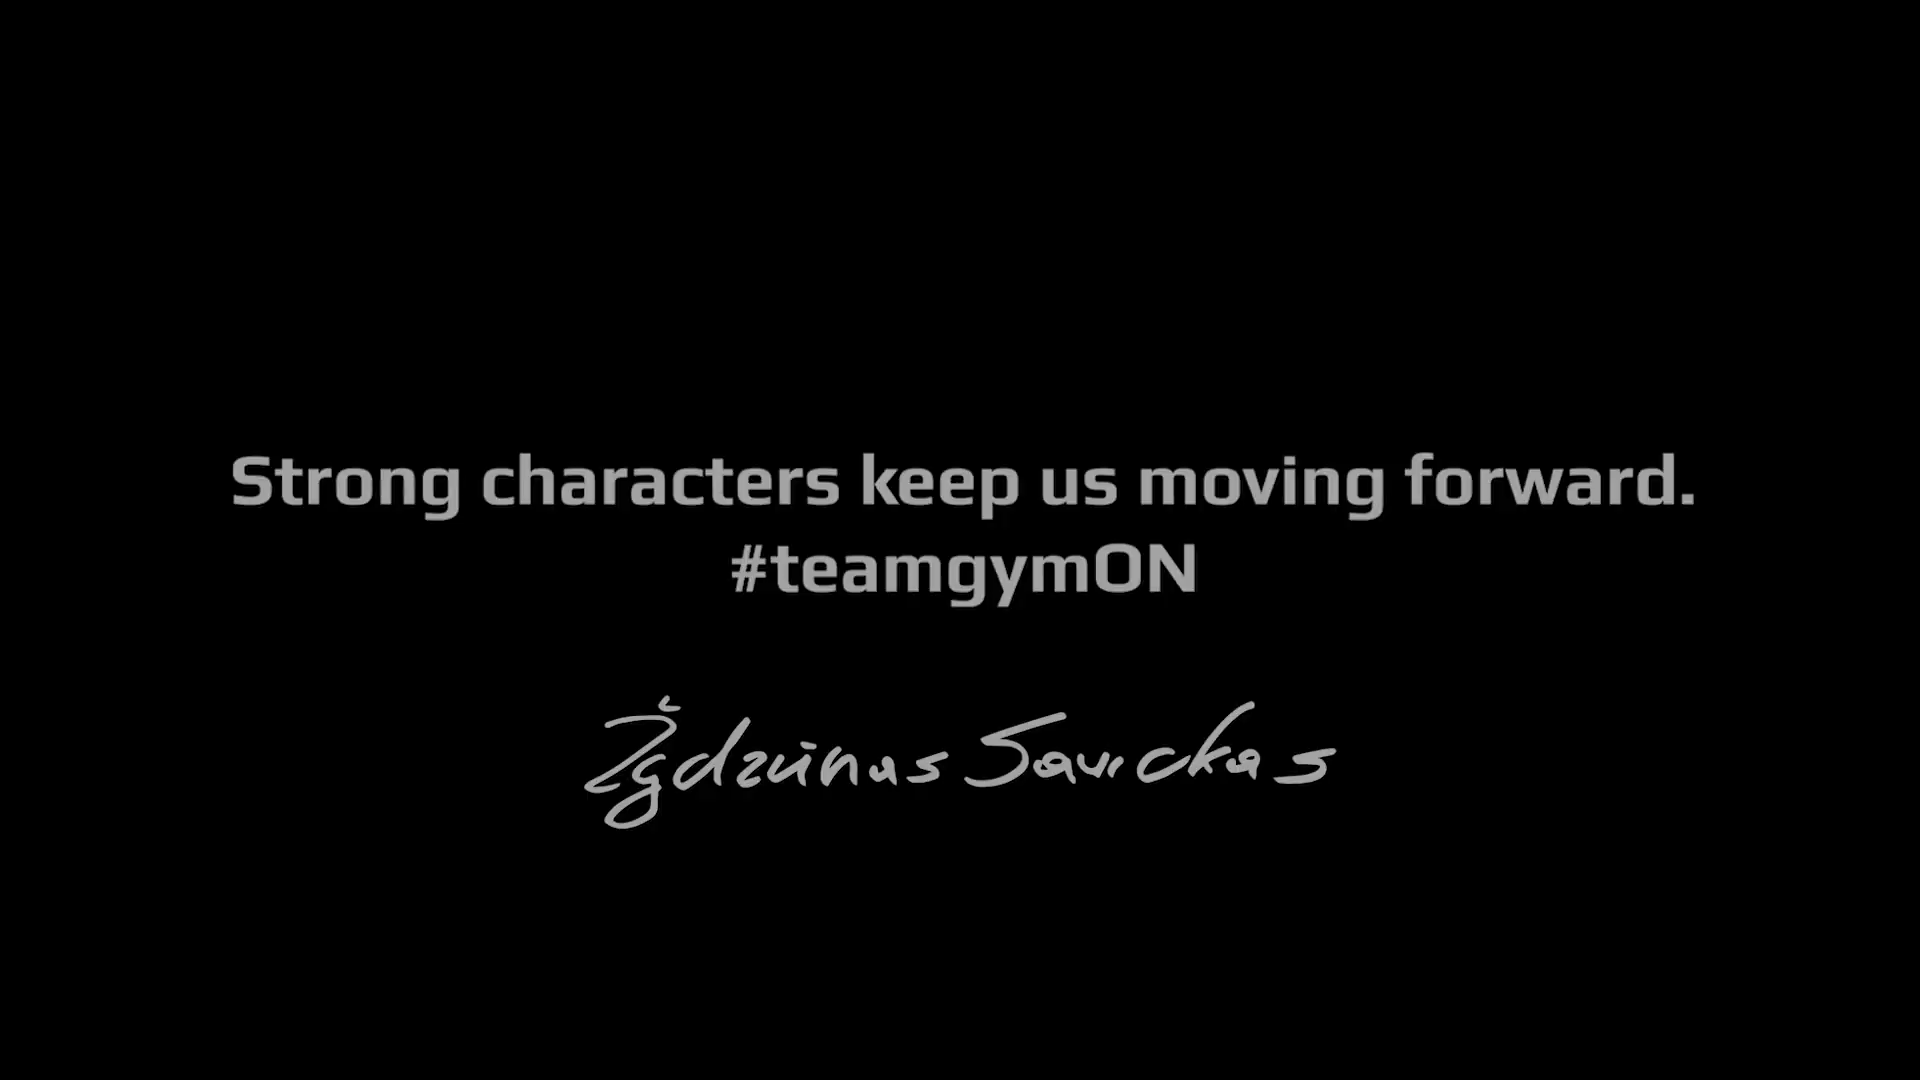 Strong characters keep us moving forward.
#teamgymON
Žydrūnas Savickas